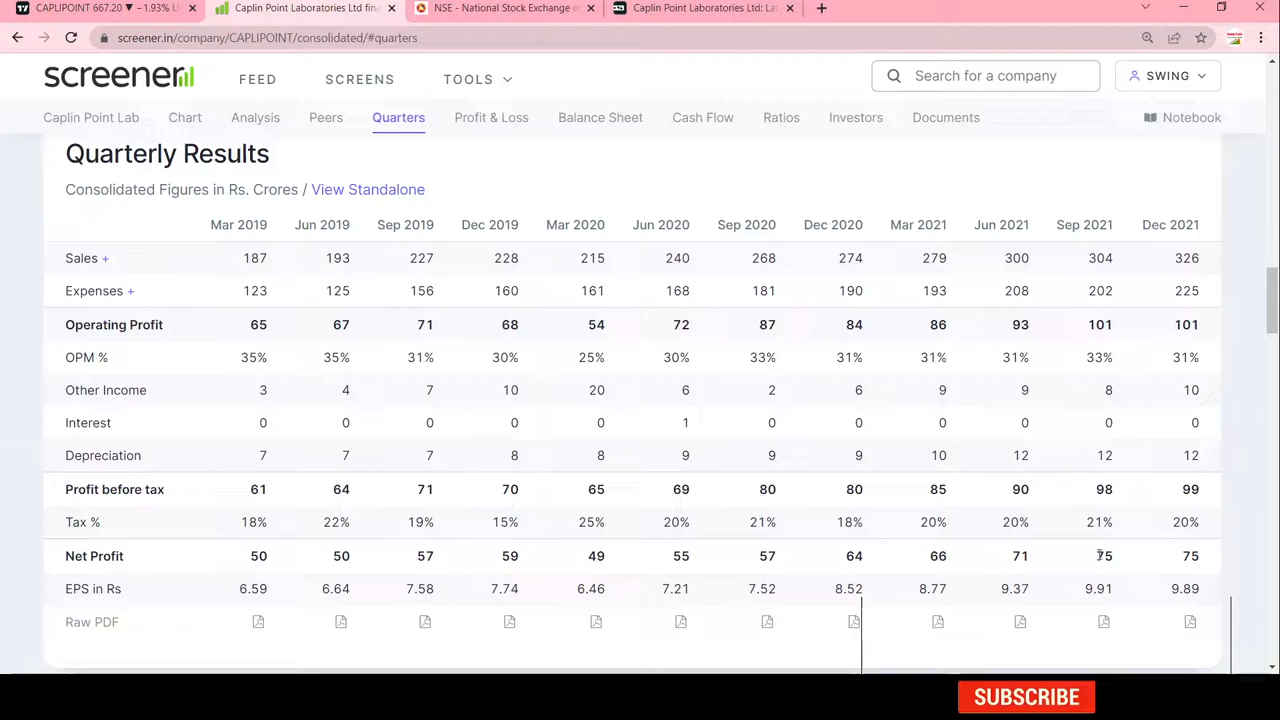 CAPLIPOINT 667.20 ▼ −1.93% U
Caplin Point Laboratories Ltd fina
NSE - National Stock Exchange o
Caplin Point Laboratories Ltd: Lat
screener.in/company/CAPLIPOINT/consolidated/#quarters
screener
FEED
SCREENS
TOOLS
Search for a company
SWING
Caplin Point Lab Chart Analysis Peers Quarters Profit & Loss Balance Sheet Cash Flow Ratios Investors Documents Notebook
Quarterly Results
Consolidated Figures in Rs. Crores / View Standalone
Mar 2019 Jun 2019 Sep 2019 Dec 2019 Mar 2020 Jun 2020 Sep 2020 Dec 2020 Mar 2021 Jun 2021 Sep 2021 Dec 2021
Sales + 187 193 227 228 215 240 268 274 279 300 304 326
Expenses + 123 125 156 160 161 168 181 190 193 208 202 225
Operating Profit 65 67 71 68 54 72 87 84 86 93 101 101
OPM % 35% 35% 31% 30% 25% 30% 33% 31% 31% 31% 33% 31%
Other Income 3 4 7 10 20 6 2 6 9 9 8 10
Interest 0 0 0 0 0 1 0 0 0 0 0 0
Depreciation 7 7 7 8 8 9 9 9 10 12 12 12
Profit before tax 61 64 71 70 65 69 80 80 85 90 98 99
Tax % 18% 22% 19% 15% 25% 20% 21% 18% 20% 20% 21% 20%
Net Profit 50 50 57 59 49 55 57 64 66 71 75 75
EPS in Rs 6.59 6.64 7.58 7.74 6.46 7.21 7.52 8.52 8.77 9.37 9.91 9.89
Raw PDF
SUBSCRIBE